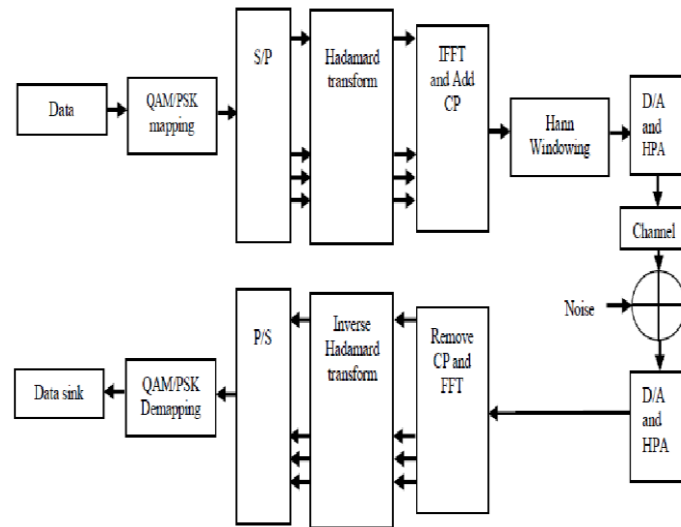 Data
QAM/PSK
mapping
S/P
Hadamard
transform
IFFT
and Add
CP
Hann
Windowing
D/A
and
HPA
Channel
Noise
D/A
and
HPA
Remove
CP and
FFT
Inverse
Hadamard
transform
P/S
QAM/PSK
Demapping
Data sink